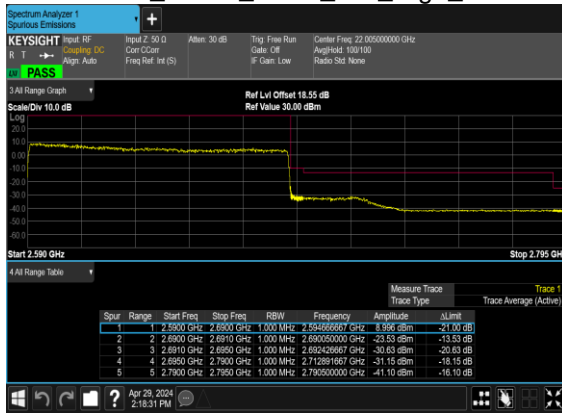 Spectrum Analyzer 1
Spurious Emissions
+
KEYSIGHT Input: RF Input Z: 50 Ω Atten: 30 dB Trig: Free Run Center Freq: 22.005000000 GHz
R T Coupling: DC Corr CCorr Gate: Off Avg|Hold: 100/100
Align: Auto Freq Ref: Int (S) IF Gain: Low Radio Std: None
PASS
3 All Range Graph
Ref Lvl Offset 18.55 dB
Scale/Div 10.0 dB Ref Value 30.00 dBm
Log
20.0
10.0
0.00
-10.0
-20.0
-30.0
-40.0
-50.0
-60.0
Start 2.590 GHz Stop 2.795 GH
4 All Range Table
Measure Trace Trace 1
Trace Type Trace Average (Active)
Spur Range Start Freq Stop Freq RBW Frequency Amplitude ΔLimit
1 1 2.5900 GHz 2.6900 GHz 1.000 MHz 2.594666667 GHz 8.996 dBm -21.00 dB
2 2 2.6900 GHz 2.6910 GHz 1.000 MHz 2.690050000 GHz -23.53 dBm -13.53 dB
3 3 2.6910 GHz 2.6950 GHz 1.000 MHz 2.692426667 GHz -30.63 dBm -20.63 dB
4 4 2.6950 GHz 2.7900 GHz 1.000 MHz 2.712891667 GHz -31.15 dBm -18.15 dB
5 5 2.7900 GHz 2.7950 GHz 1.000 MHz 2.790500000 GHz -41.10 dBm -16.10 dB
? Apr 29, 2024
2:18:31 PM